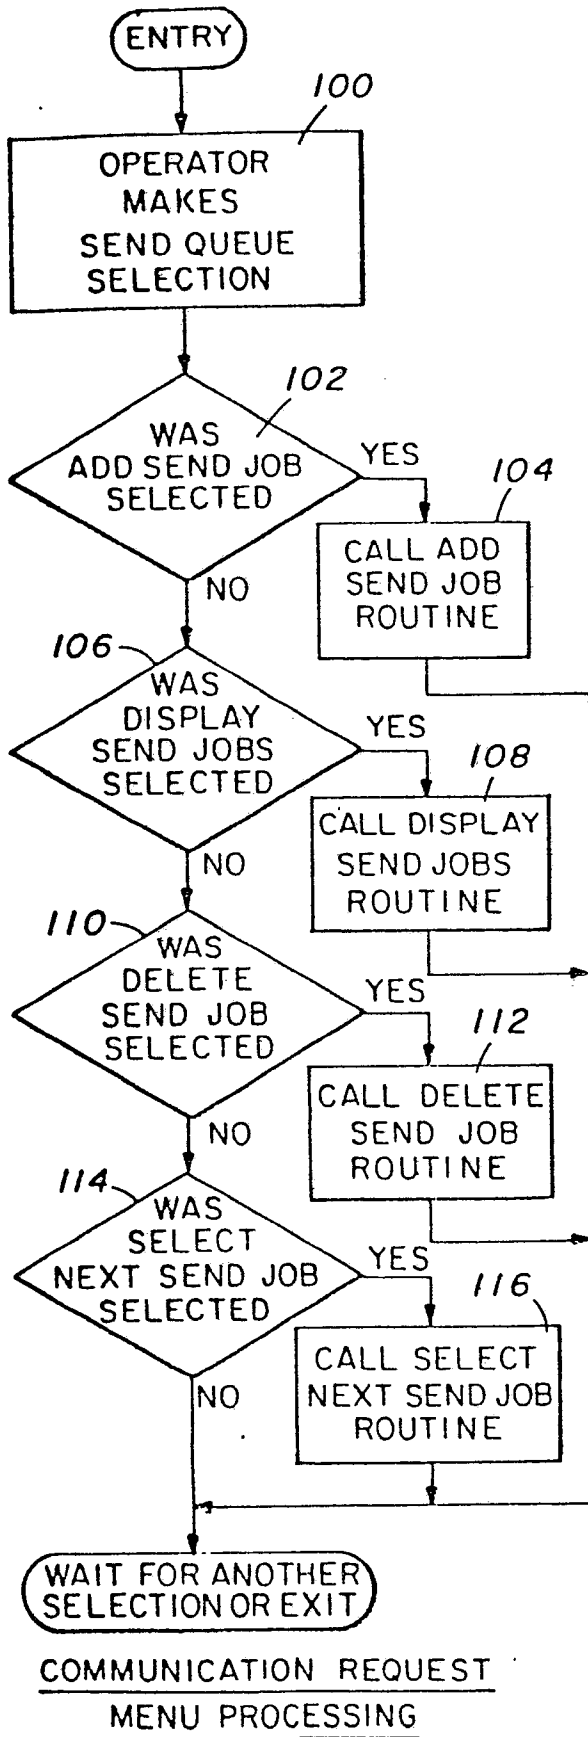 ENTRY
100
OPERATOR
MAKES
SEND QUEUE
SELECTION
102
WAS
ADD SEND JOB
SELECTED
YES
NO
104
CALL ADD
SEND JOB
ROUTINE
106
WAS
DISPLAY
SEND JOBS
SELECTED
YES
NO
108
CALL DISPLAY
SEND JOBS
ROUTINE
110
WAS
DELETE
SEND JOB
SELECTED
YES
NO
112
CALL DELETE
SEND JOB
ROUTINE
114
WAS
SELECT
NEXT SEND JOB
SELECTED
YES
NO
116
CALL SELECT
NEXT SEND JOB
ROUTINE
WAIT FOR ANOTHER
SELECTION OR EXIT
COMMUNICATION REQUEST
MENU PROCESSING